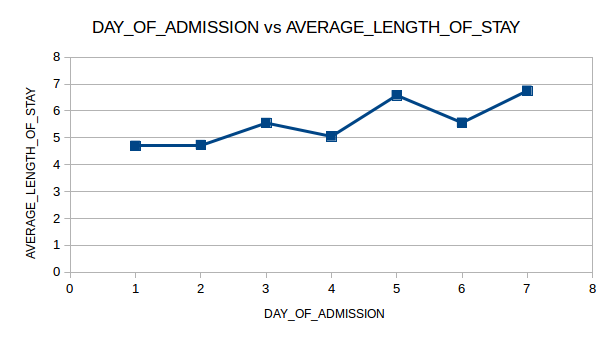 DAY_OF_ADMISSION vs AVERAGE_LENGTH_OF_STAY
AVERAGE_LENGTH_OF_STAY
8
7
6
5
4
3
2
1
0
0 1 2 3 4 5 6 7 8
DAY_OF_ADMISSION